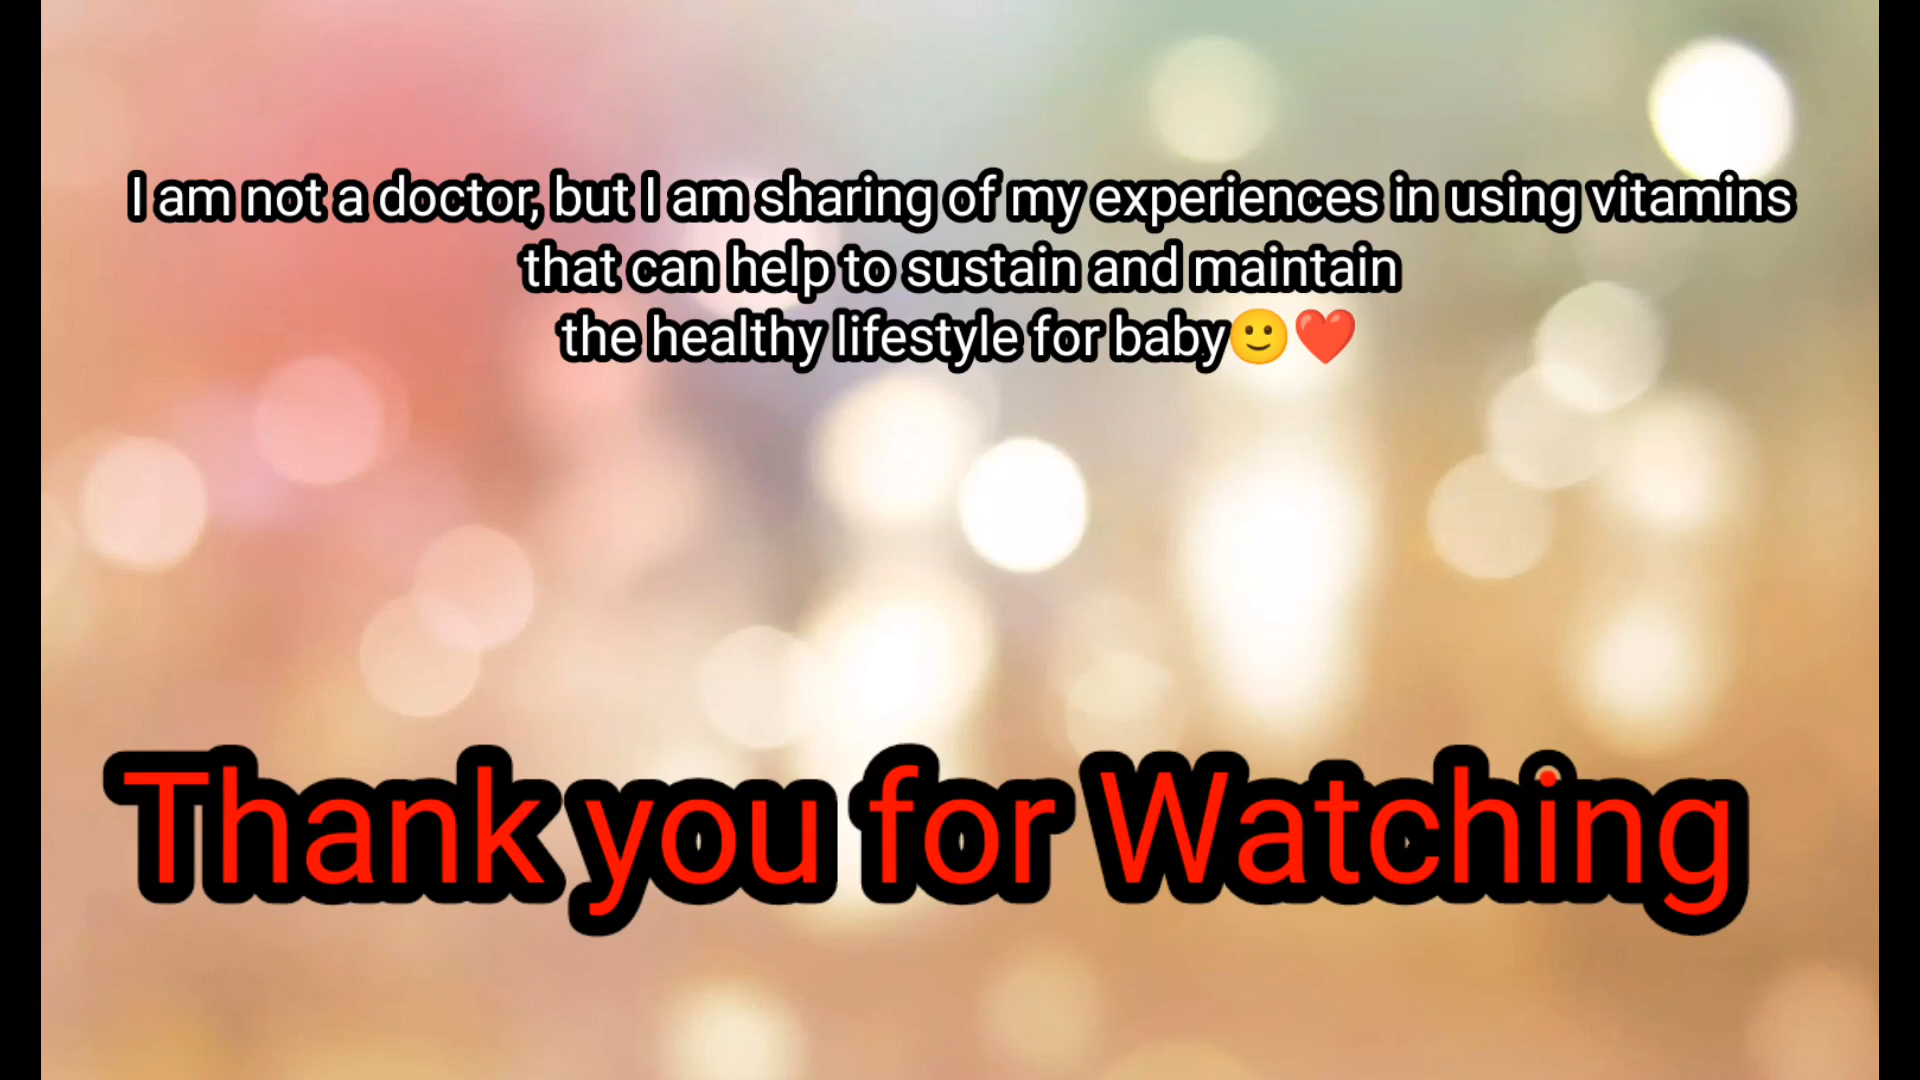 I am not a doctor, but I am sharing of my experiences in using vitamins
that can help to sustain and maintain
the healthy lifestyle for baby🙂❤️
Thank you for Watching